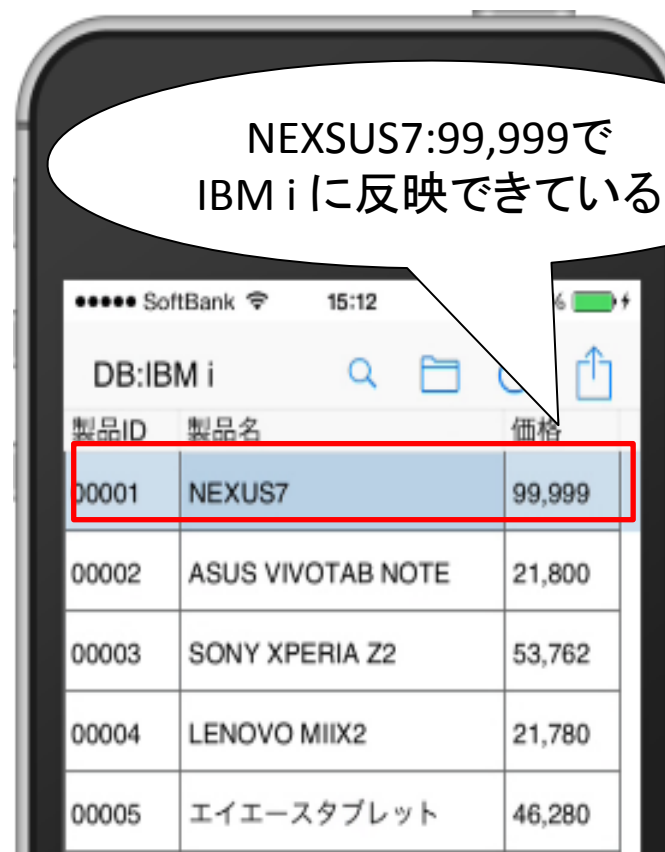 NEXSUS7:99,999で
IBM i に反映できている
SoftBank 15:12 %
DB:IBM i
製品ID 製品名 価格
00001 NEXUS7 99,999
00002 ASUS VIVOTAB NOTE 21,800
00003 SONY XPERIA Z2 53,762
00004 LENOVO MIIX2 21,780
00005 エイエースタブレット 46,280